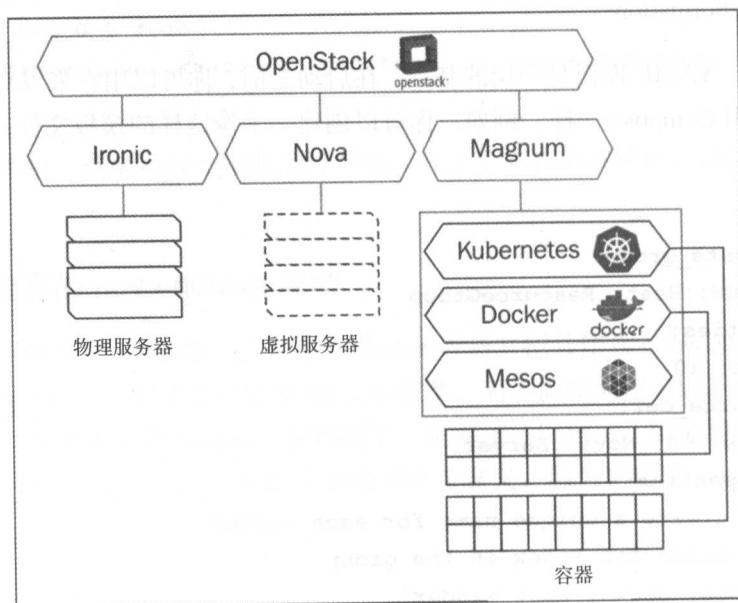 OpenStack
openstack
Ironic
Nova
Magnum
Kubernetes
Docker
docker
Mesos
物理服务器
虚拟服务器
容器